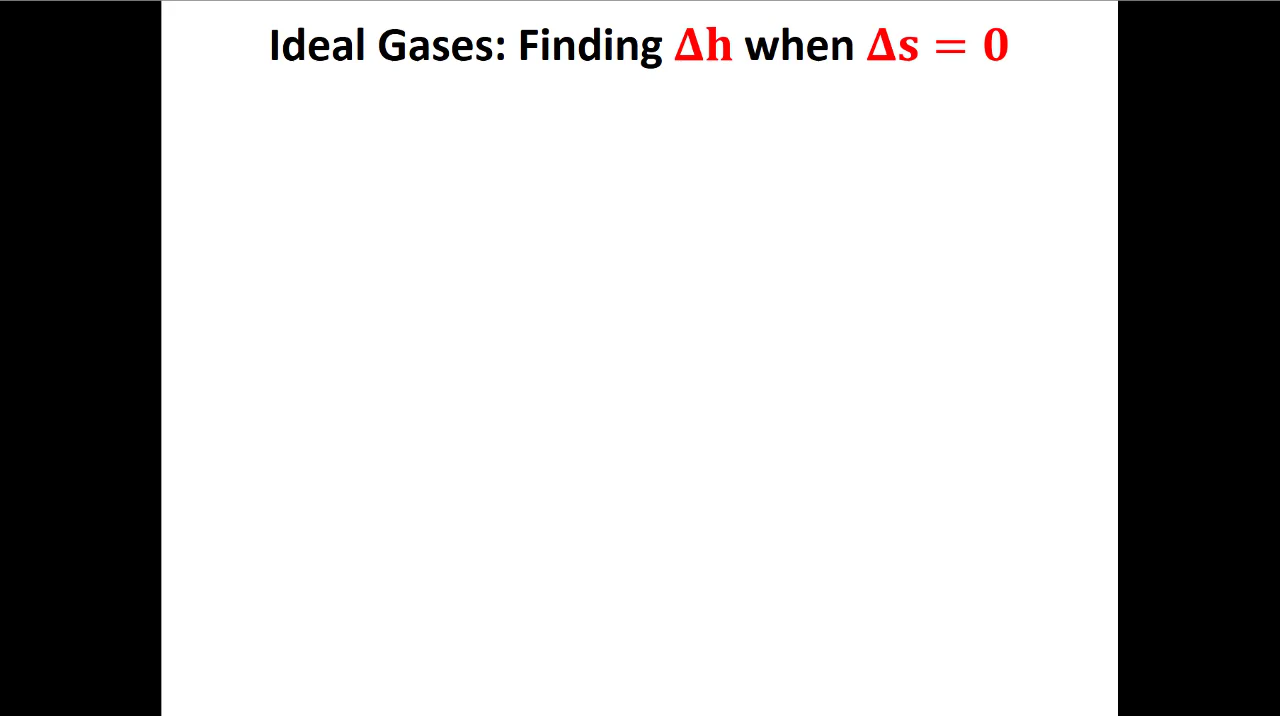 Ideal Gases: Finding Δh when Δs = 0